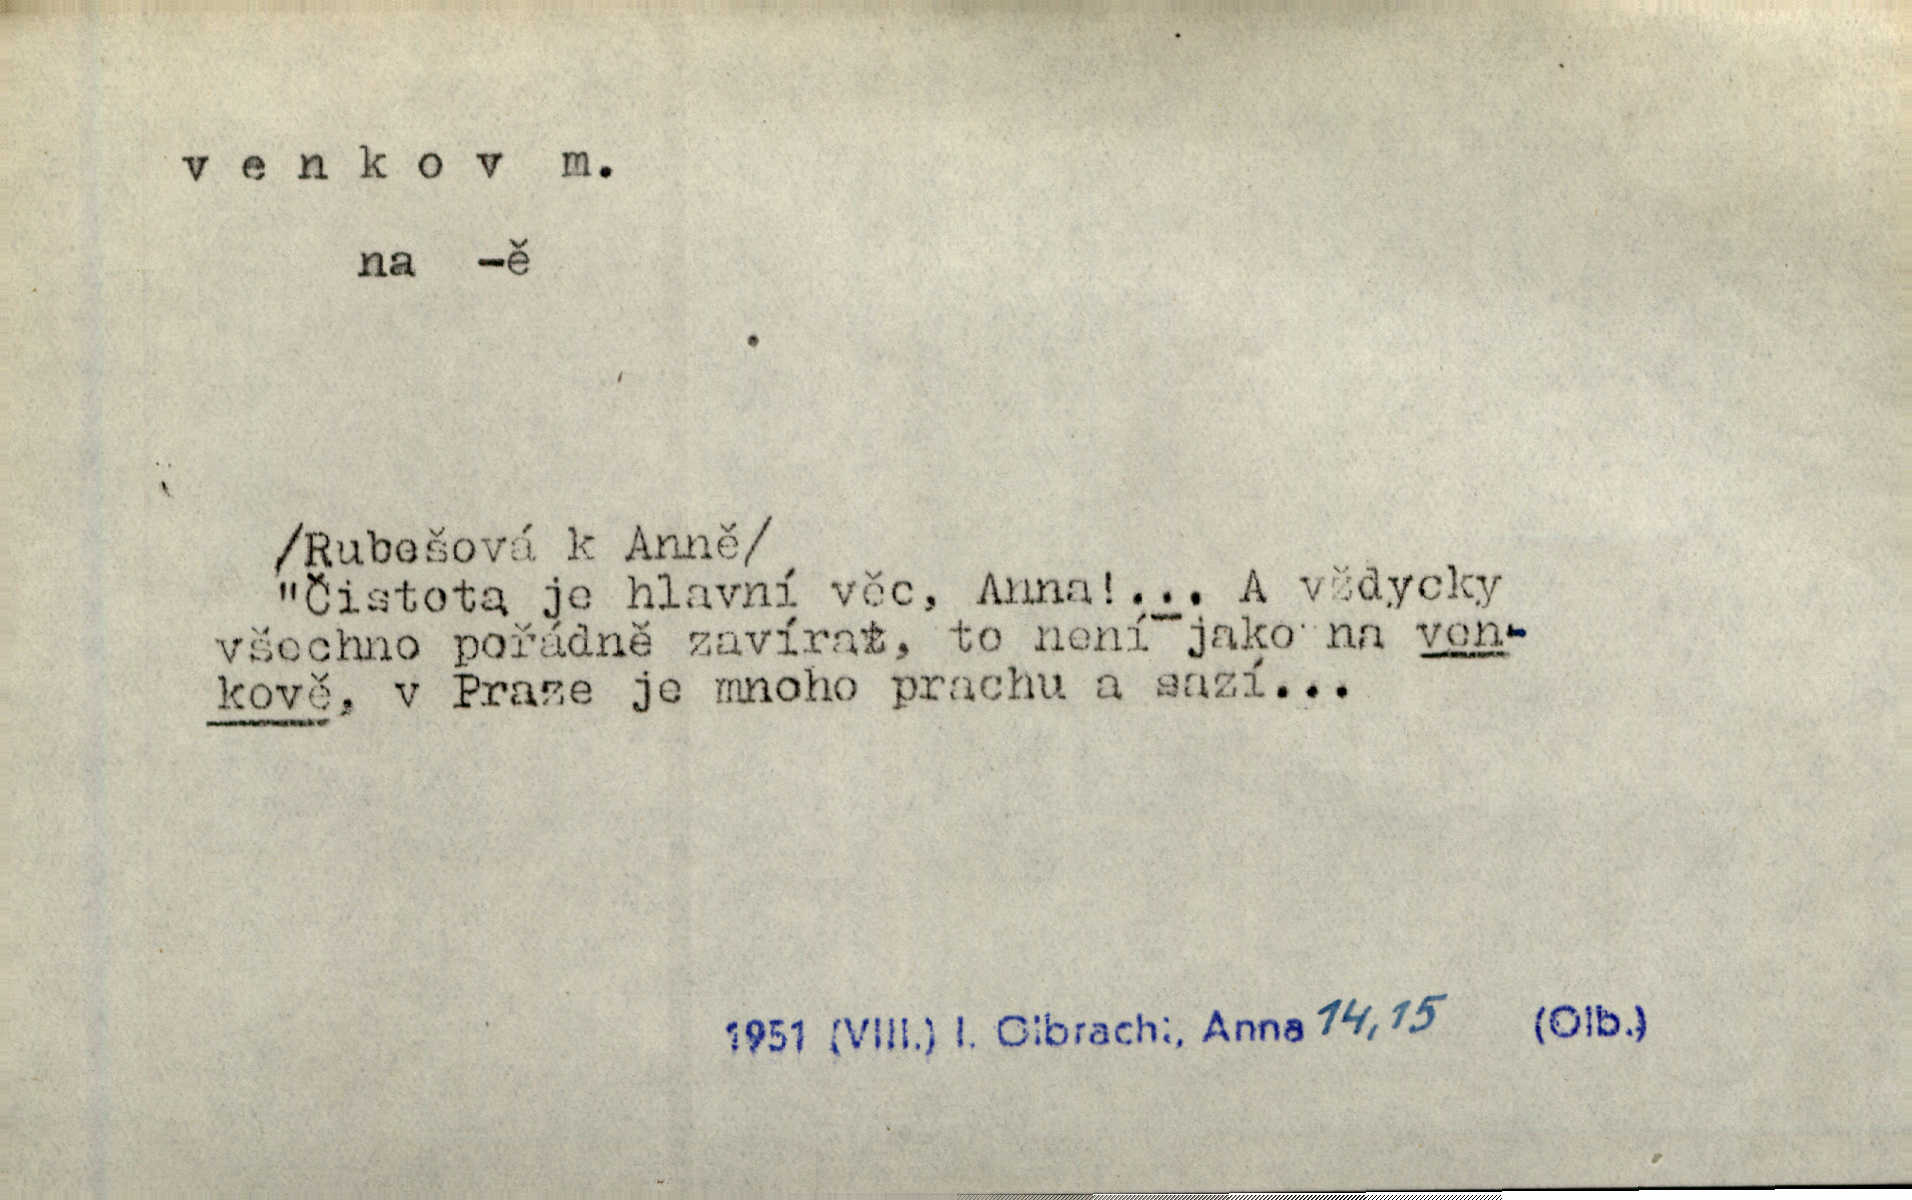 v e n k o v  m.
na  -ě
/Rubešová k Anně/
"Čistota je hlavní věc, Anna!... A vždycky
všechno pořádně zavírat, to není jako na ven-
kově, v Praze je mnoho prachu a sazí...
1951 (VIII.) I. Olbracht, Anna 14,15 (Olb.)